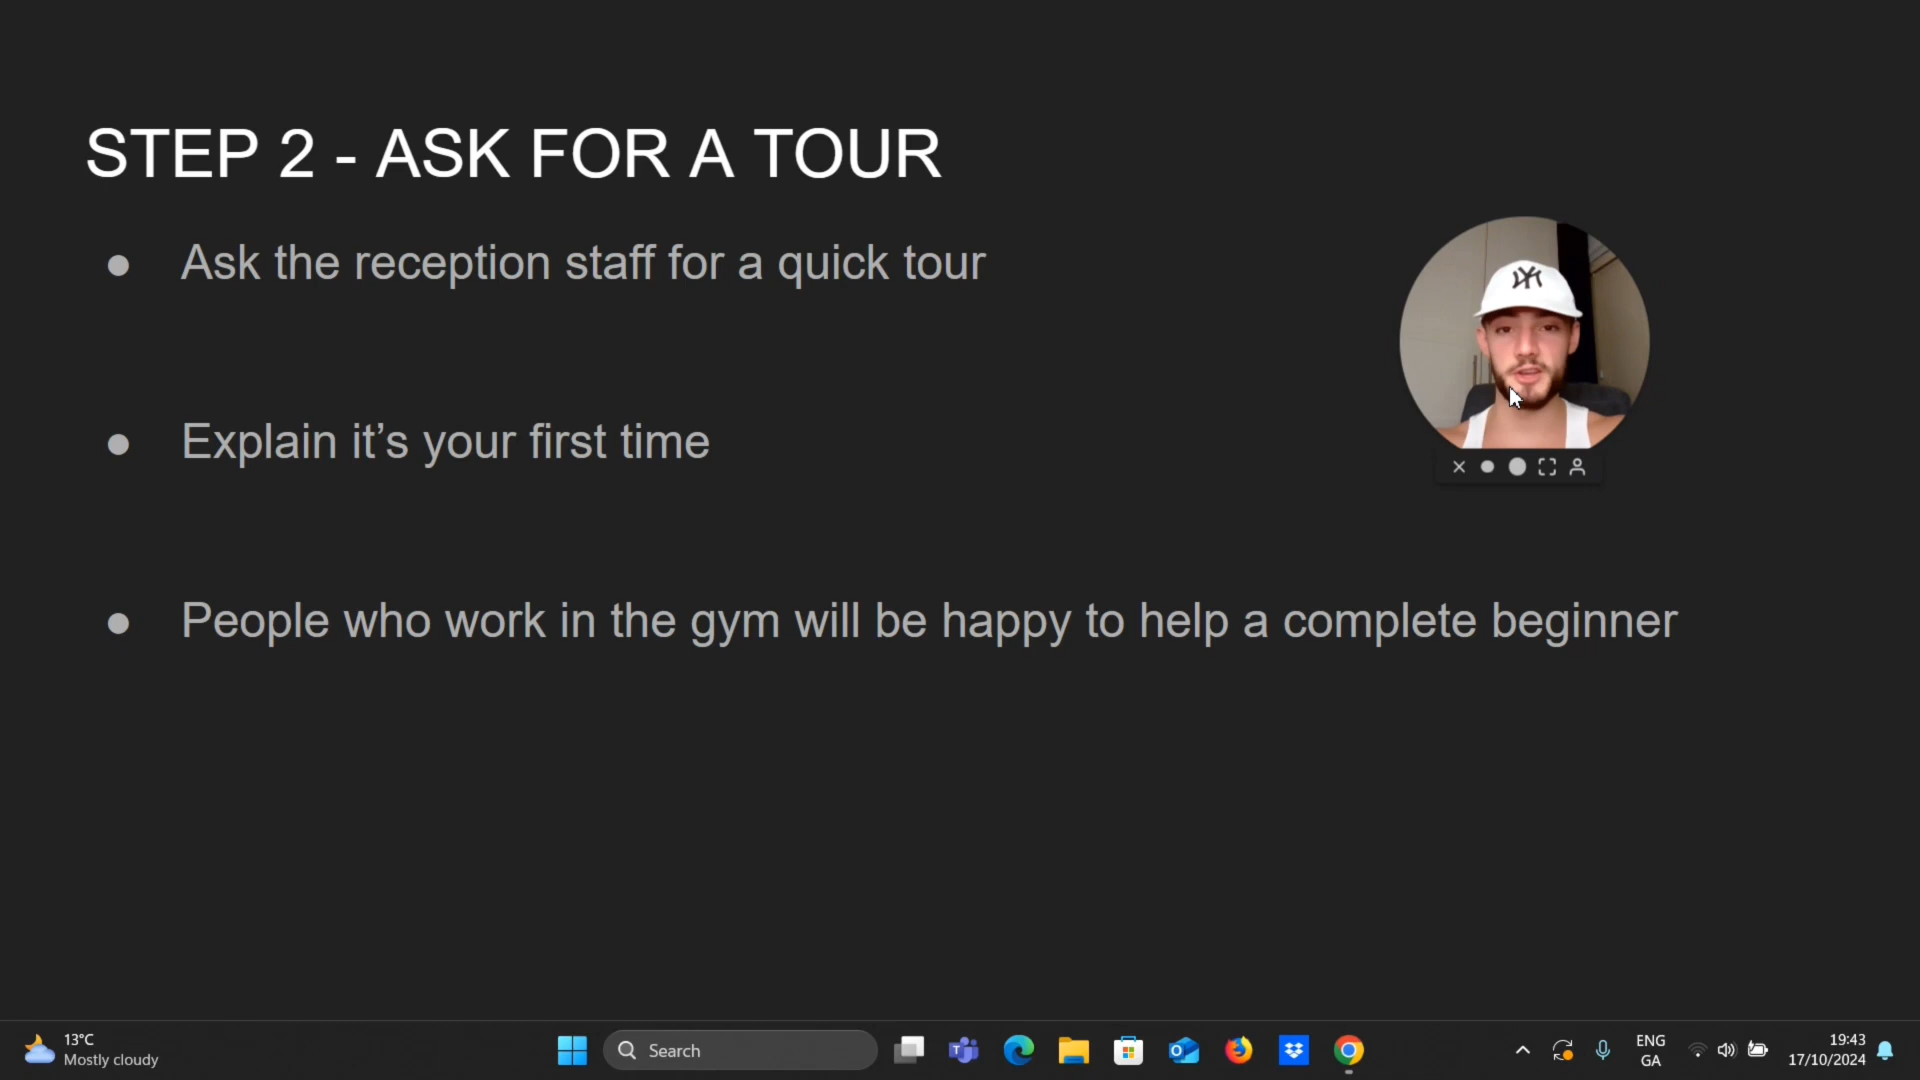 STEP 2 - ASK FOR A TOUR
● Ask the reception staff for a quick tour
● Explain it’s your first time
● People who work in the gym will be happy to help a complete beginner
13°C
Mostly cloudy
Search
ENG
GA
19:43
17/10/2024